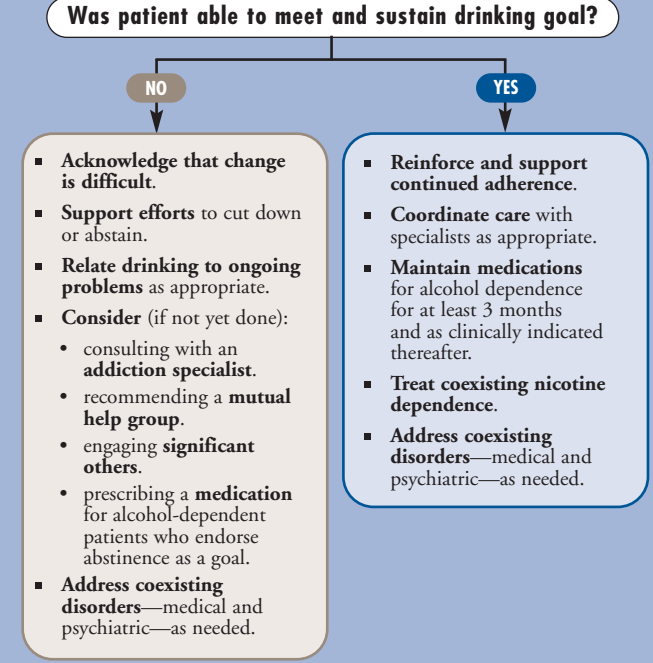 Was patient able to meet and sustain drinking goal?
NO
▪ Acknowledge that change
is difficult.
▪ Support efforts to cut down
or abstain.
▪ Relate drinking to ongoing
problems as appropriate.
▪ Consider (if not yet done):
• consulting with an
addiction specialist.
• recommending a mutual
help group.
• engaging significant
others.
• prescribing a medication
for alcohol-dependent
patients who endorse
abstinence as a goal.
▪ Address coexisting
disorders—medical and
psychiatric—as needed.
YES
▪ Reinforce and support
continued adherence.
▪ Coordinate care with
specialists as appropriate.
▪ Maintain medications
for alcohol dependence
for at least 3 months
and as clinically indicated
thereafter.
▪ Treat coexisting nicotine
dependence.
▪ Address coexisting
disorders—medical and
psychiatric—as needed.